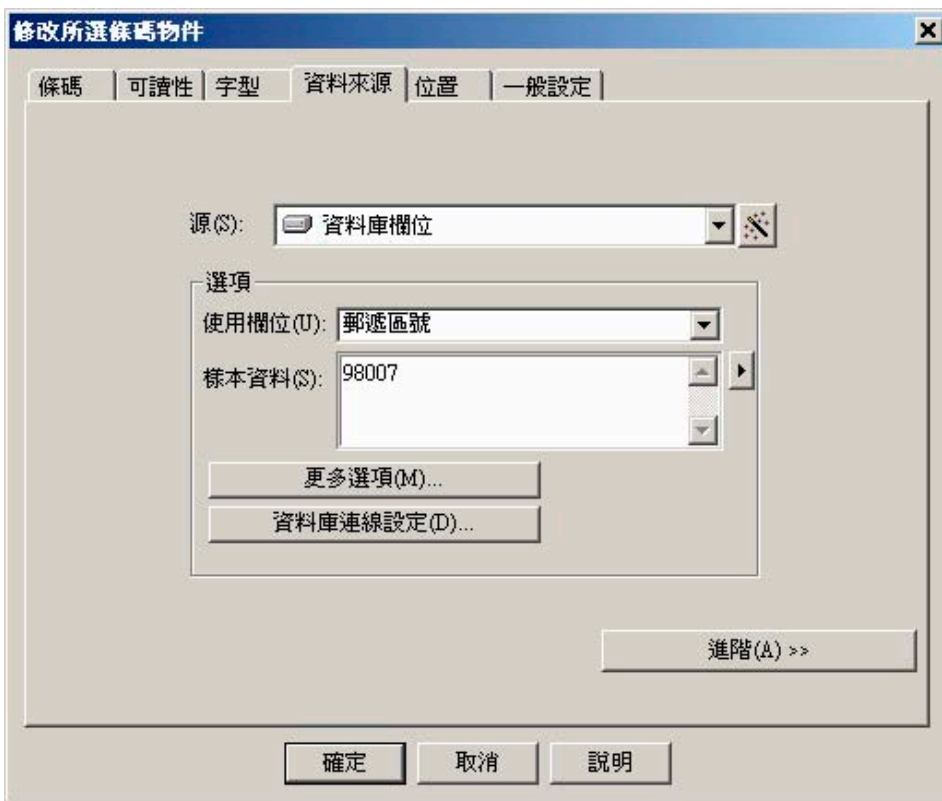 修改所選條碼物件
條碼 可讀性 字型 資料來源 位置 一般設定
源(S): 資料庫欄位
選項
使用欄位(U): 郵遞區號
樣本資料(S): 98007
更多選項(M)...
資料庫連線設定(D)...
進階(A) >>
確定 取消 說明